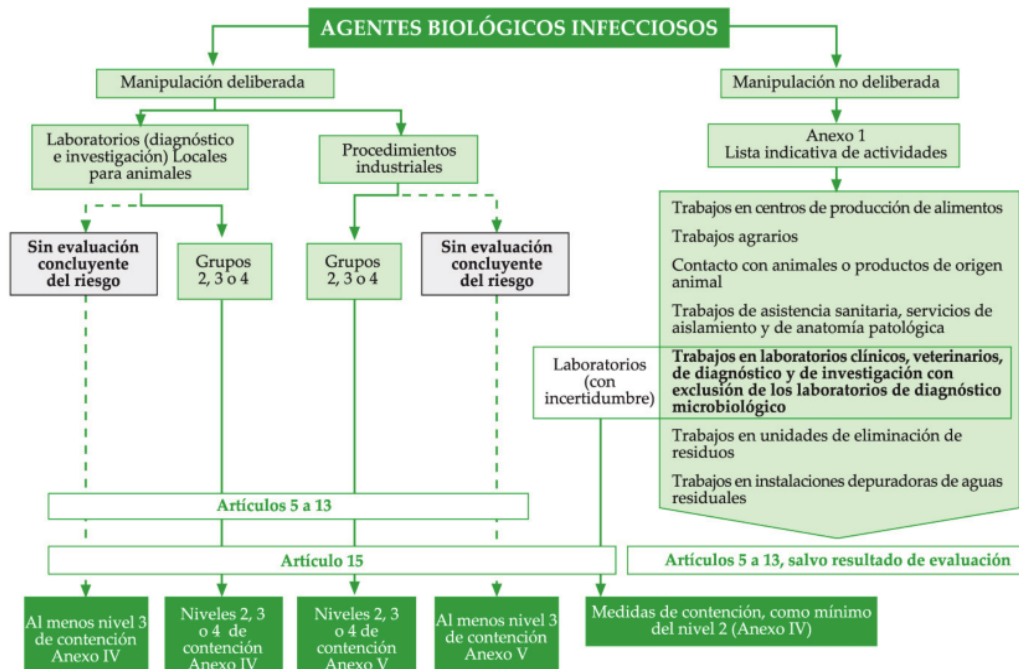 AGENTES BIOLÓGICOS INFECCIOSOS
Manipulación deliberada
Manipulación no deliberada
Laboratorios (diagnóstico
e investigación) Locales
para animales
Procedimientos
industriales
Anexo 1
Lista indicativa de actividades
Sin evaluación
concluyente
del riesgo
Grupos
2, 3 o 4
Grupos
2, 3 o 4
Sin evaluación
concluyente
del riesgo
Trabajos en centros de producción de alimentos
Trabajos agrarios
Contacto con animales o productos de origen
animal
Trabajos de asistencia sanitaria, servicios de
aislamiento y de anatomía patológica
Laboratorios
(con
incertidumbre)
Trabajos en laboratorios clínicos, veterinarios,
de diagnóstico y de investigación con
exclusión de los laboratorios de diagnóstico
microbiológico
Trabajos en unidades de eliminación de
residuos
Trabajos en instalaciones depuradoras de aguas
residuales
Artículos 5 a 13
Artículo 15
Artículos 5 a 13, salvo resultado de evaluación
Al menos nivel 3
de contención
Anexo IV
Niveles 2, 3
o 4 de
contención
Anexo IV
Niveles 2, 3
o 4 de
contención
Anexo V
Al menos nivel 3
de contención
Anexo V
Medidas de contención, como mínimo
del nivel 2 (Anexo IV)